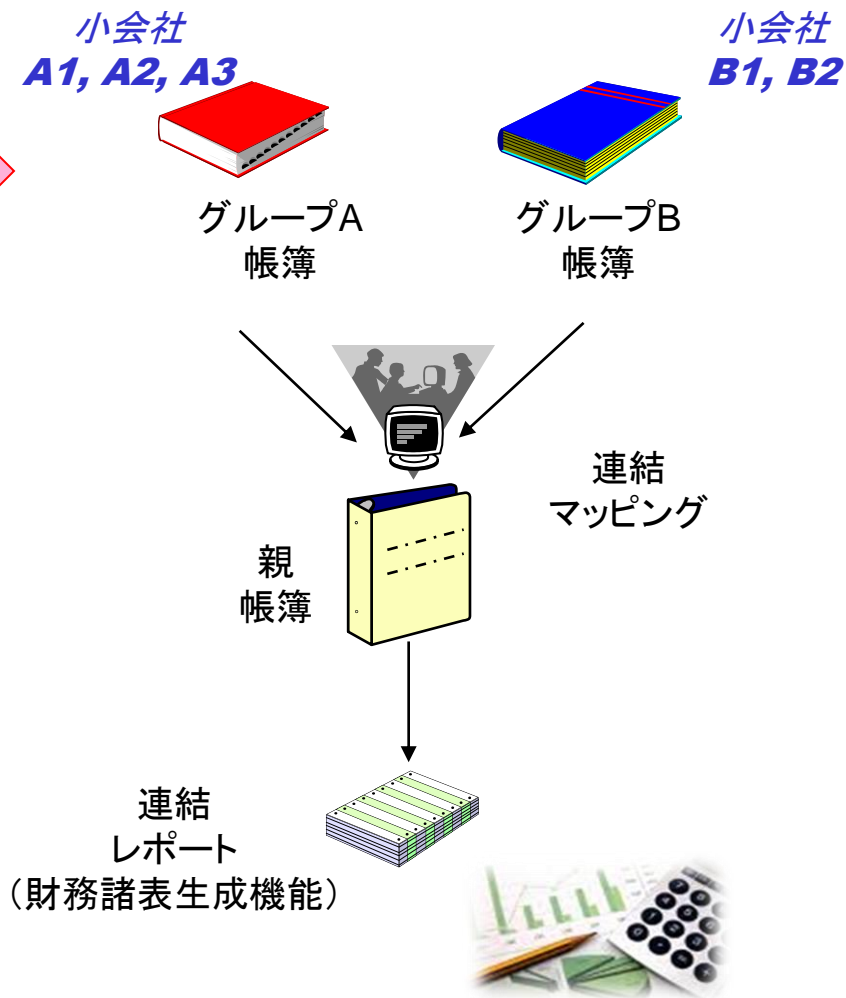 小会社
A1, A2, A3
小会社
B1, B2
グループA
帳簿
グループB
帳簿
連結
マッピング
親
帳簿
連結
レポート
（財務諸表生成機能）